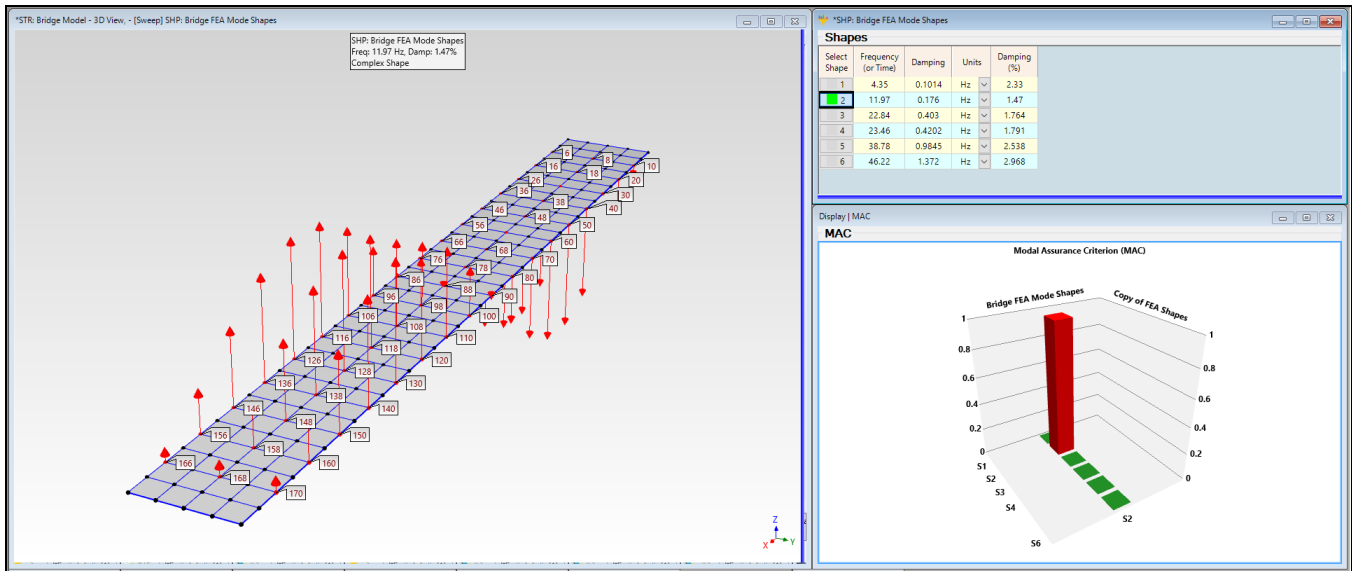 *STR: Bridge Model - 3D View, - [Sweep] SHP: Bridge FEA Mode Shapes
SHP: Bridge FEA Mode Shapes
Freq: 11.97 Hz, Damp: 1.47%
Complex Shape
6
8
10
16
18
20
26
30
36
38
40
46
48
50
56
60
66
68
70
76
78
80
86
88
90
96
98
100
106
108
110
116
118
120
126
128
130
136
138
140
146
148
150
156
158
160
166
168
170
Z
X
Y
*SHP: Bridge FEA Mode Shapes
Shapes
Select Shape Frequency (or Time) Damping Units Damping (%)
1 4.35 0.1014 Hz 2.33
2 11.97 0.176 Hz 1.47
3 22.84 0.403 Hz 1.764
4 23.46 0.4202 Hz 1.791
5 38.78 0.9845 Hz 2.538
6 46.22 1.372 Hz 2.968
Display | MAC
MAC
Modal Assurance Criterion (MAC)
Bridge FEA Mode Shapes
Copy of FEA Shapes
1
0.8
0.6
0.4
0.2
0
1
0.8
0.6
0.4
0.2
0
S1
S2
S3
S4
S6
S2